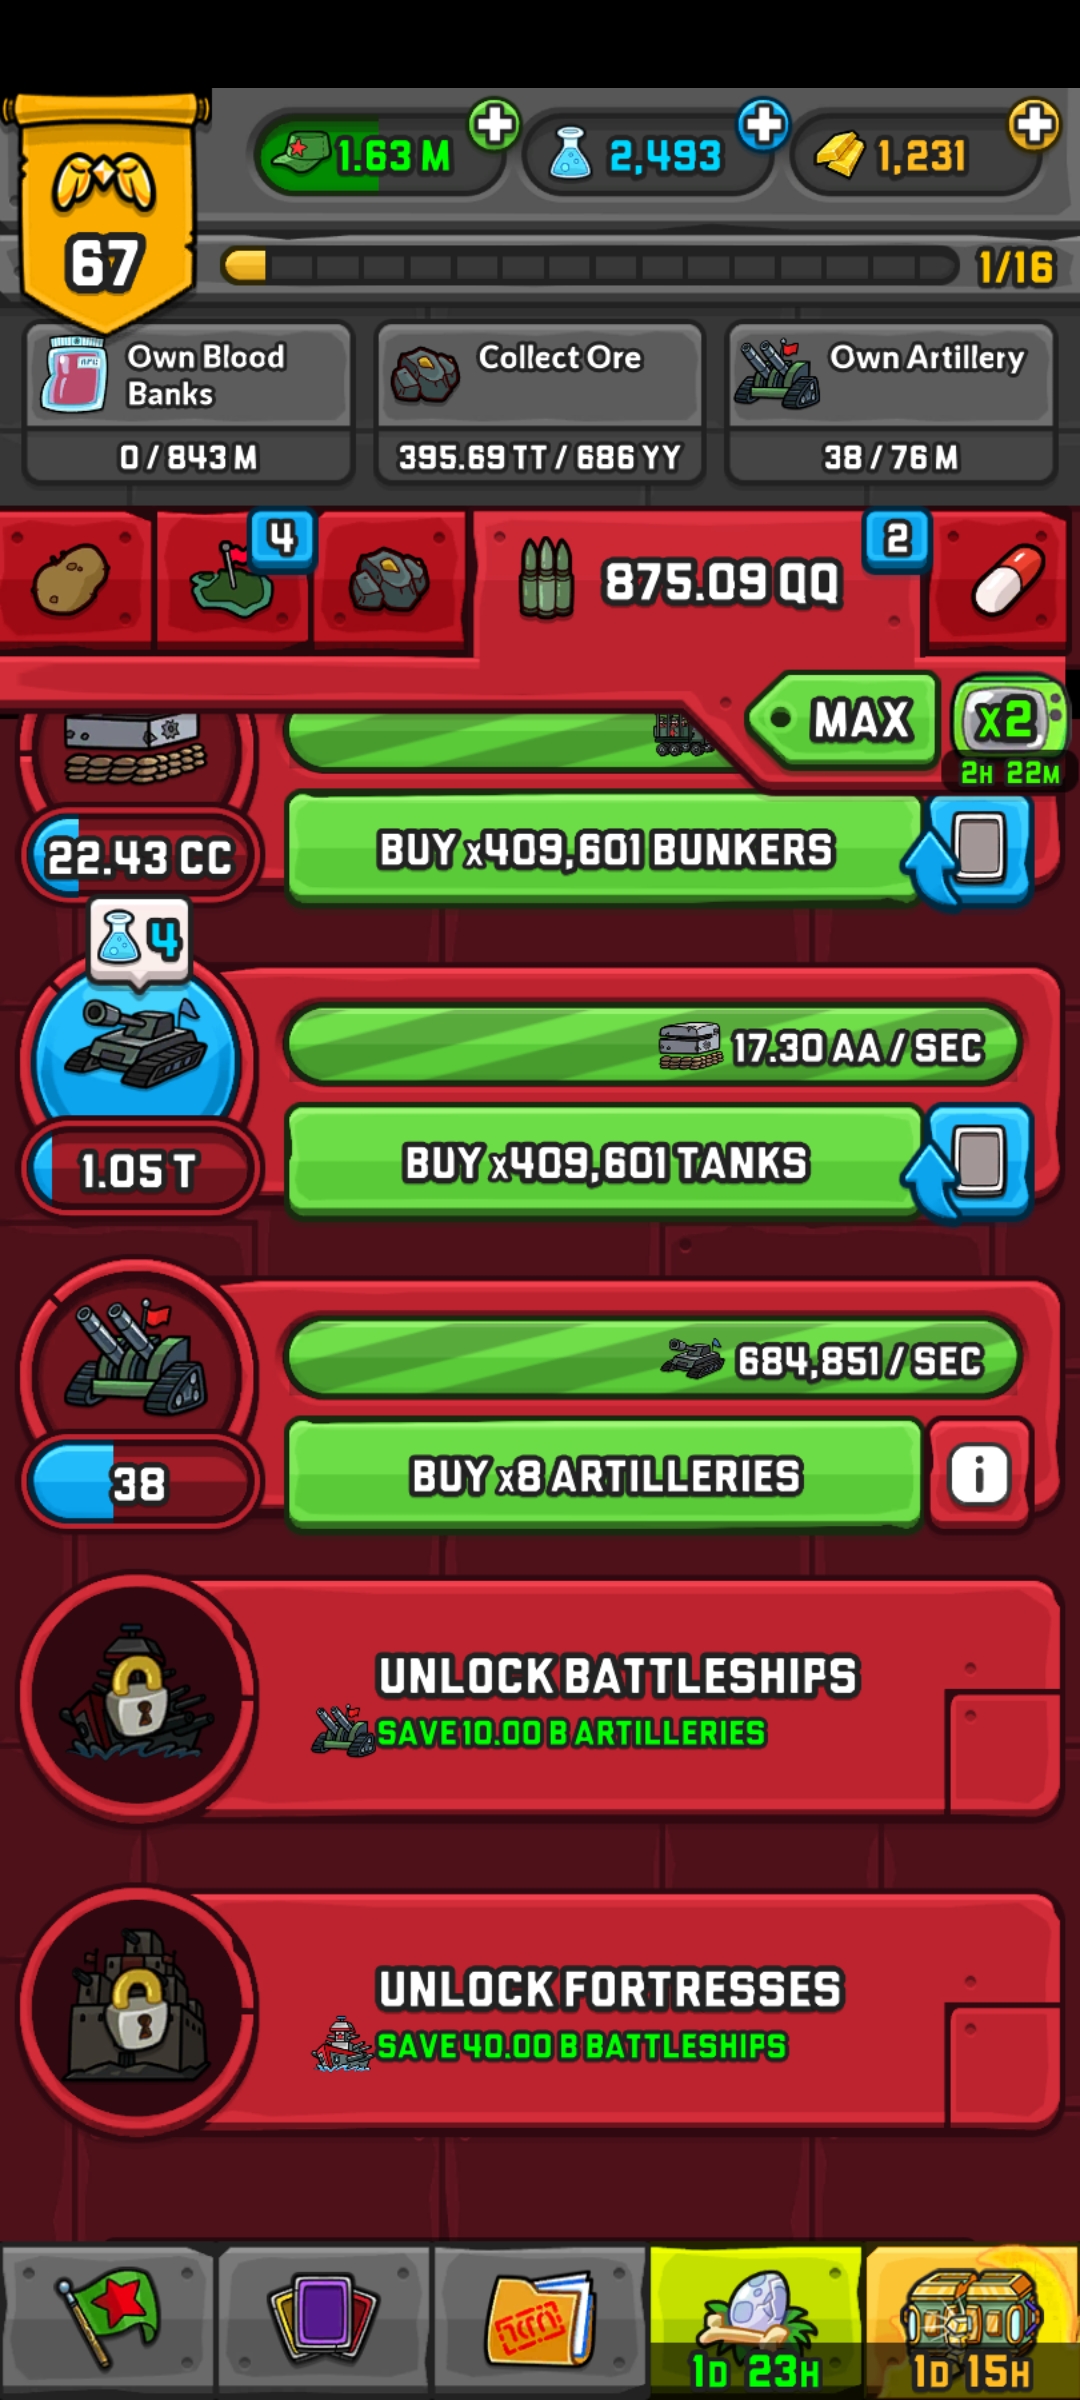 1.63 M
2,493
1,231
67
1/16
Own Blood
Banks
0 / 843 M
Collect Ore
395.69 TT / 686 YY
Own Artillery
38 / 76 M
4
875.09 QQ
2
MAX
x2
2H 22M
22.43 CC
BUY x409,601 BUNKERS
4
17.30 AA / SEC
1.05 T
BUY x409,601 TANKS
684,851 / SEC
38
BUY x8 ARTILLERIES
i
UNLOCK BATTLESHIPS
SAVE 10.00 B ARTILLERIES
UNLOCK FORTRESSES
SAVE 40.00 B BATTLESHIPS
1D 23H
1D 15H